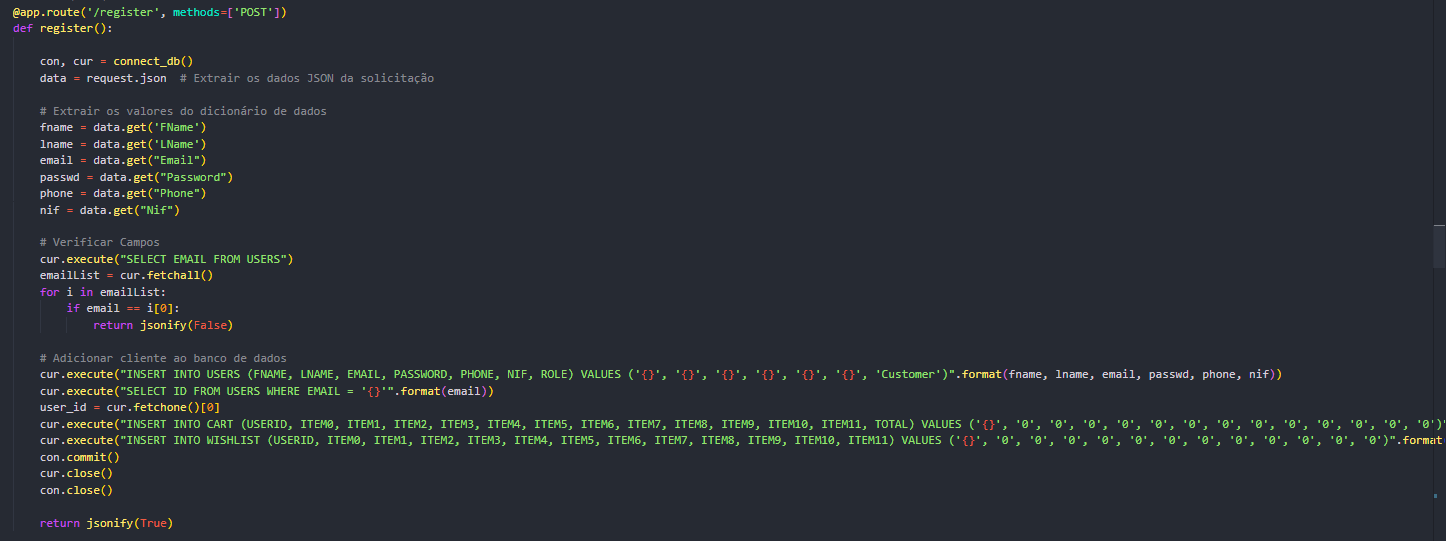 @app.route('/register', methods=['POST'])
def register():
con, cur = connect_db()
data = request.json  # Extrair os dados JSON da solicitação
# Extrair os valores do dicionário de dados
fname = data.get('FName')
lname = data.get('LName')
email = data.get("Email")
passwd = data.get("Password")
phone = data.get("Phone")
nif = data.get("Nif")
# Verificar Campos
cur.execute("SELECT EMAIL FROM USERS")
emailList = cur.fetchall()
for i in emailList:
if email == i[0]:
return jsonify(False)
# Adicionar cliente ao banco de dados
cur.execute("INSERT INTO USERS (FNAME, LNAME, EMAIL, PASSWORD, PHONE, NIF, ROLE) VALUES ('{}', '{}', '{}', '{}', '{}', '{}', 'Customer')".format(fname, lname, email, passwd, phone, nif))
cur.execute("SELECT ID FROM USERS WHERE EMAIL = '{}'".format(email))
user_id = cur.fetchone()[0]
cur.execute("INSERT INTO CART (USERID, ITEM0, ITEM1, ITEM2, ITEM3, ITEM4, ITEM5, ITEM6, ITEM7, ITEM8, ITEM9, ITEM10, ITEM11, TOTAL) VALUES ('{}', '0', '0', '0', '0', '0', '0', '0', '0', '0', '0', '0', '0', '0')"
cur.execute("INSERT INTO WISHLIST (USERID, ITEM0, ITEM1, ITEM2, ITEM3, ITEM4, ITEM5, ITEM6, ITEM7, ITEM8, ITEM9, ITEM10, ITEM11) VALUES ('{}', '0', '0', '0', '0', '0', '0', '0', '0', '0', '0', '0', '0')".format(
con.commit()
cur.close()
con.close()
return jsonify(True)